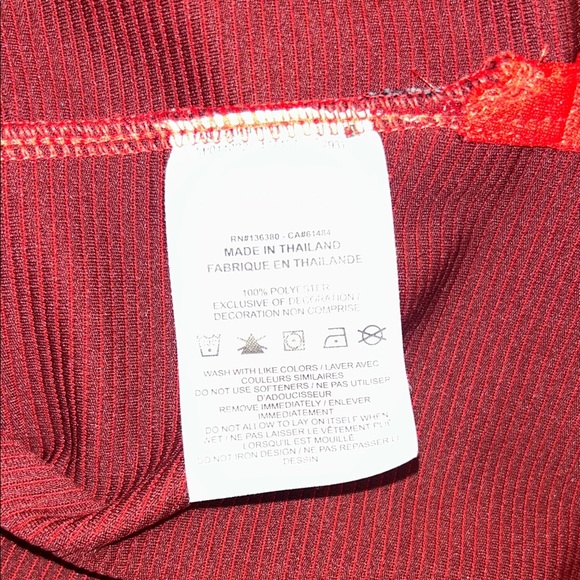 RN#136380 - CA#61484
MADE IN THAILAND
FABRIQUE EN THAILANDE
100% POLYESTER
EXCLUSIVE OF DECORATION /
DECORATION NON COMPRISE
WASH WITH LIKE COLORS / LAVER AVEC
COULEURS SIMILAIRES
DO NOT USE SOFTENERS / NE PAS UTILISER
D'ADOUCISSEUR
REMOVE IMMEDIATELY / ENLEVER
IMMEDIATEMENT
DO NOT ALLOW TO LAY ON ITSELF WHEN
WET / NE PAS LAISSER LE VÊTEMENT PLIÉ
LORSQU'IL EST MOUILLÉ
DO NOT IRON DESIGN / NE PAS REPASSER LE
DESSIN